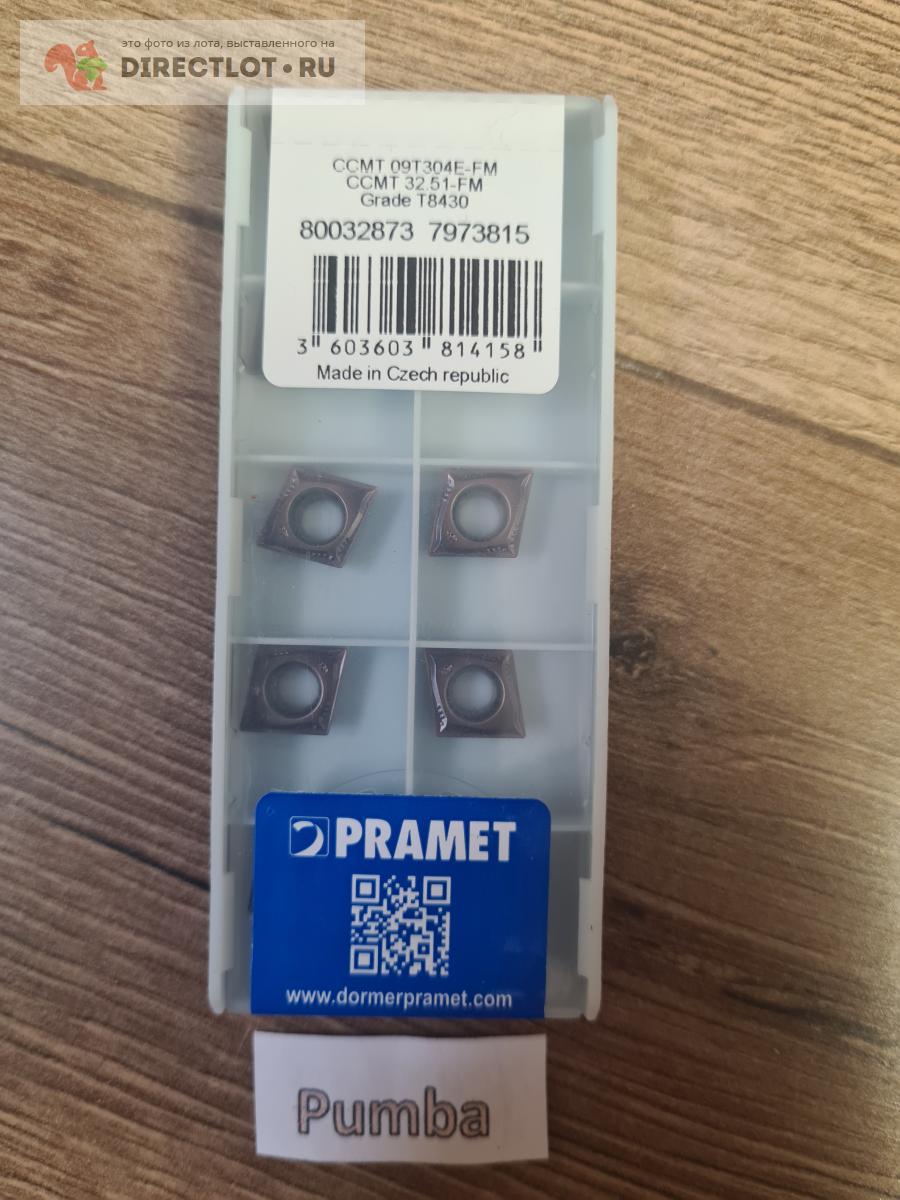 это фото из лота, выставленного на
DIRECTLOT•RU
CCMT 09T304E-FM
CCMT 32.51-FM
Grade T8430
80032873 7973815
3 603603 814158
Made in Czech republic
PRAMET
www.dormerpramet.com
Pumba